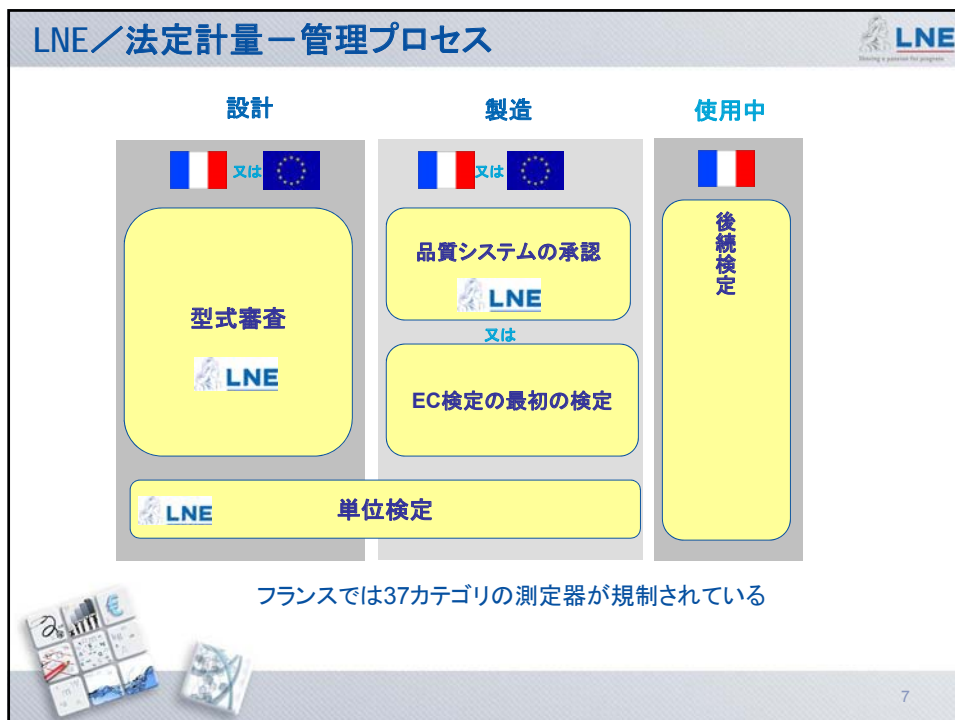 LNE／法定計量－管理プロセス
LNE
Sharing a passion for progress
設計
製造
使用中
又は
又は
型式審査
LNE
品質システムの承認
LNE
又は
EC検定の最初の検定
後続検定
LNE
単位検定
フランスでは37カテゴリの測定器が規制されている
7